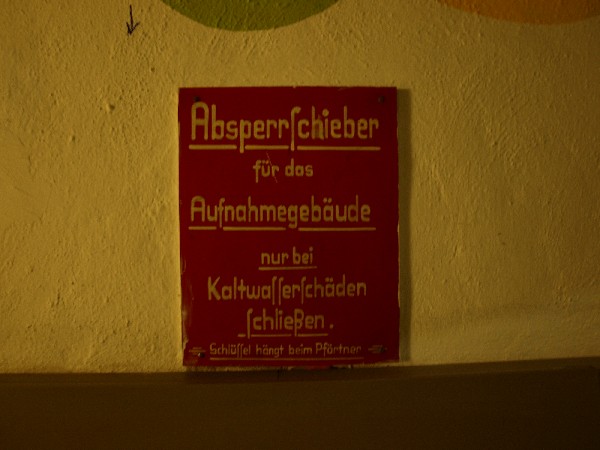 Absperrſchieber
für das
Aufnahmegebäude
nur bei
Kaltwaſſerſchäden
ſchließen.
Schlüſſel hängt beim Pförtner